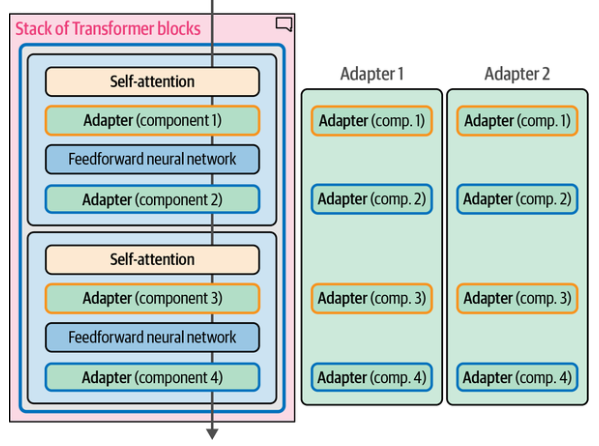 Stack of Transformer blocks
Self-attention
Adapter (component 1)
Feedforward neural network
Adapter (component 2)
Self-attention
Adapter (component 3)
Feedforward neural network
Adapter (component 4)
Adapter 1
Adapter (comp. 1)
Adapter (comp. 2)
Adapter (comp. 3)
Adapter (comp. 4)
Adapter 2
Adapter (comp. 1)
Adapter (comp. 2)
Adapter (comp. 3)
Adapter (comp. 4)